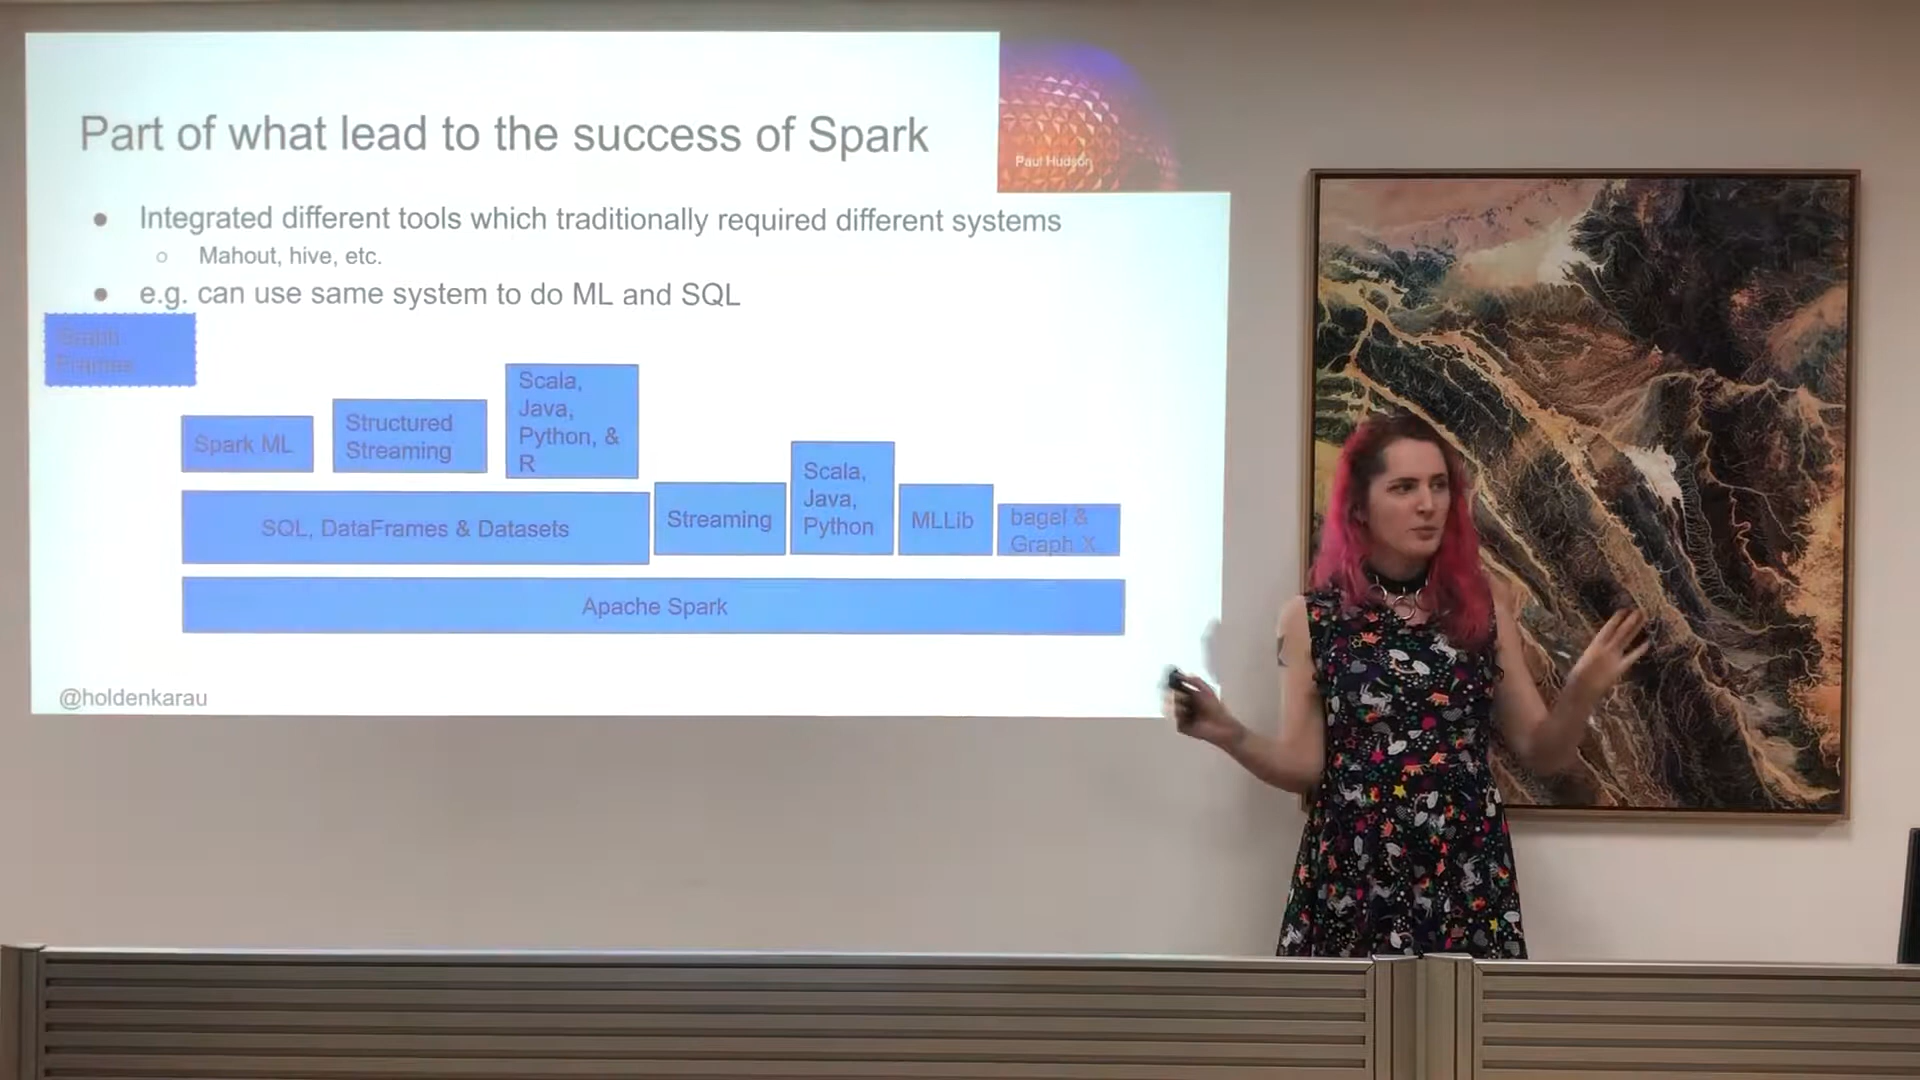 Part of what lead to the success of Spark
Paul Hudson
● Integrated different tools which traditionally required different systems
○ Mahout, hive, etc.
● e.g. can use same system to do ML and SQL
Graph
Frames
Spark ML
Structured
Streaming
Scala,
Java,
Python, &
R
SQL, DataFrames & Datasets
Streaming
Scala,
Java,
Python
MLLib
bagel &
Graph X
Apache Spark
@holdenkarau